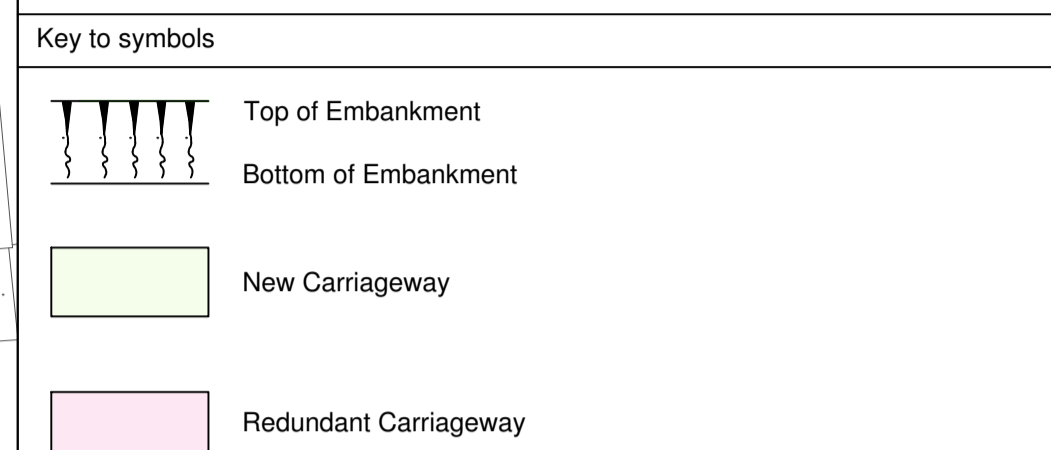 Key to symbols
Top of Embankment
Bottom of Embankment
New Carriageway
Redundant Carriageway